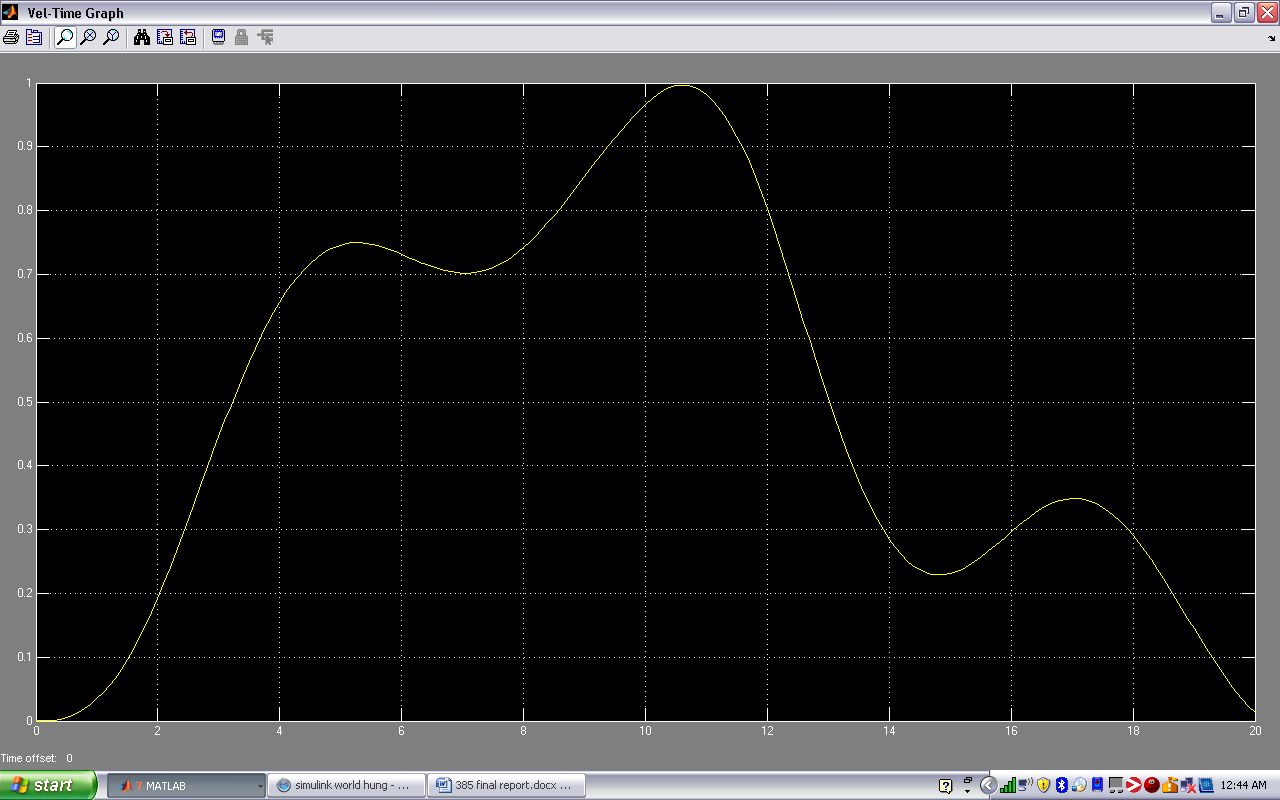 Vel-Time Graph
1
0.9
0.8
0.7
0.6
0.5
0.4
0.3
0.2
0.1
0
0 2 4 6 8 10 12 14 16 18 20
Time offset: 0
start
7 MATLAB
simulink world hung - ...
385 final report.docx ...
12:44 AM